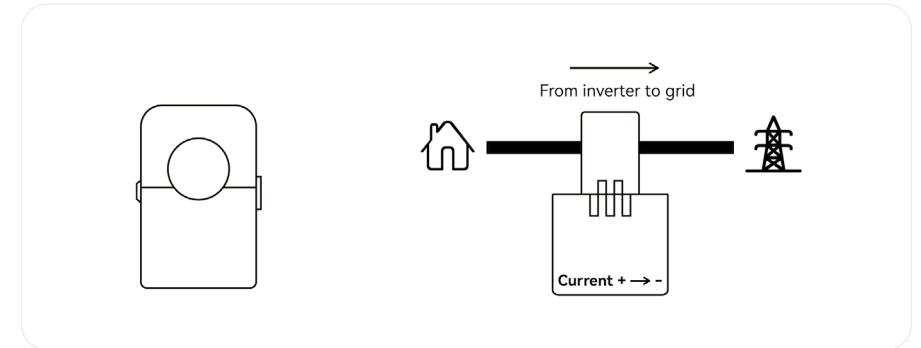 From inverter to grid
Current + → -